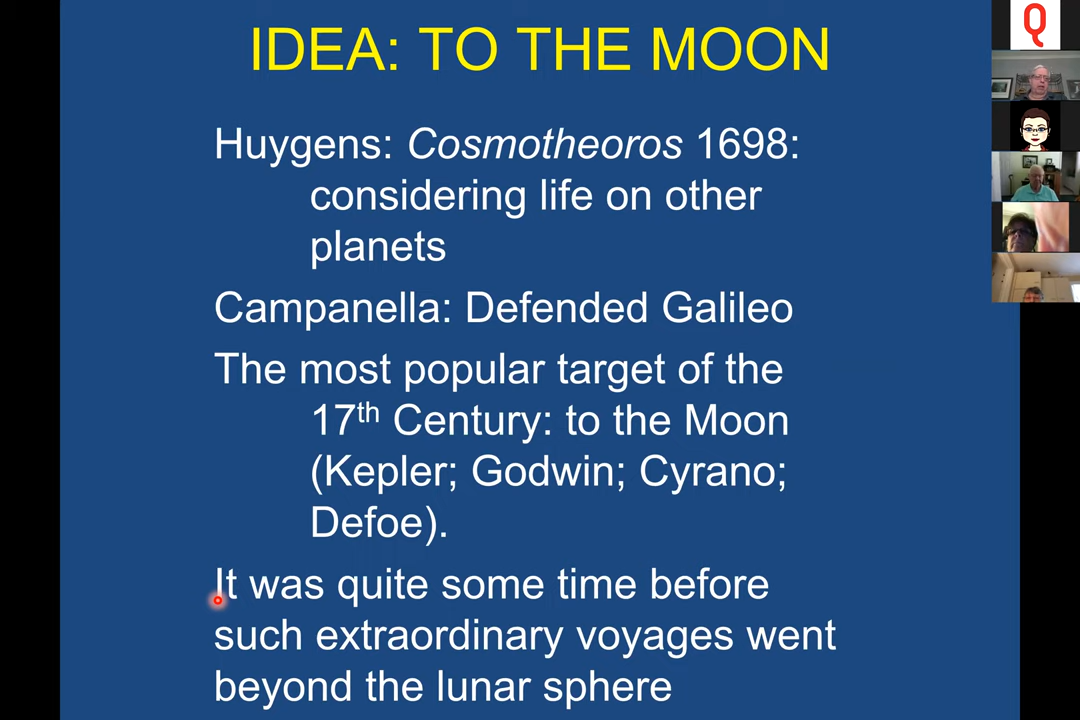 IDEA: TO THE MOON
Q
Huygens: Cosmotheoros 1698:
considering life on other
planets
Campanella: Defended Galileo
The most popular target of the
17th Century: to the Moon
(Kepler; Godwin; Cyrano;
Defoe).
It was quite some time before
such extraordinary voyages went
beyond the lunar sphere